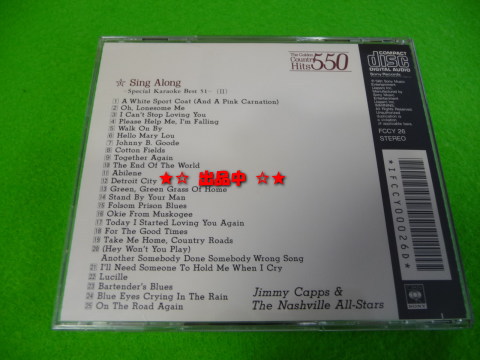 The Golden
Country
Hits 550
COMPACT
disc
DIGITAL AUDIO
Sony Records
☆ Sing Along
—Special Karaoke Best 51— (II)
1 A White Sport Coat (And A Pink Carnation)
2 Oh, Lonesome Me
3 I Can't Stop Loving You
4 Please Help Me, I'm Falling
5 Walk On By
6 Hello Mary Lou
7 Johnny B. Goode
8 Cotton Fields
9 Together Again
10 The End Of The World
11 Abilene
12 Detroit City
★☆ 出品中 ☆★
13 Green, Green Grass Of Home
14 Stand By Your Man
15 Folsom Prison Blues
16 Okie From Muskogee
17 Today I Started Loving You Again
18 For The Good Times
19 Take Me Home, Country Roads
20 (Hey Won't You Play)
Another Somebody Done Somebody Wrong Song
21 I'll Need Someone To Hold Me When I Cry
22 Lucille
23 Bartender's Blues
24 Blue Eyes Crying In The Rain
25 On The Road Again
Jimmy Capps &
The Nashville All-Stars
FCCY 26
STEREO
SONY